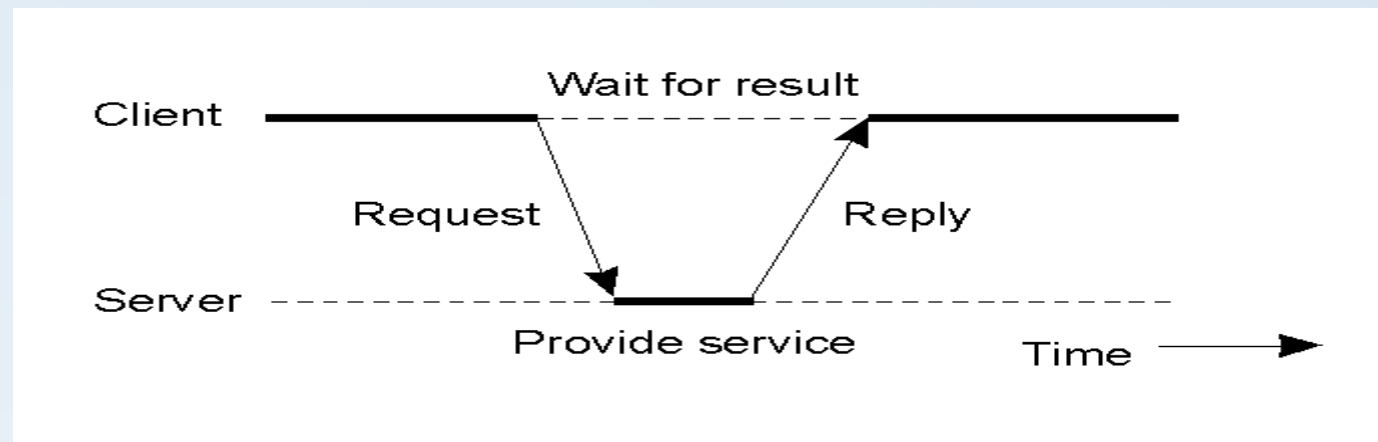 Wait for result
Client
Request
Reply
Server
Provide service
Time